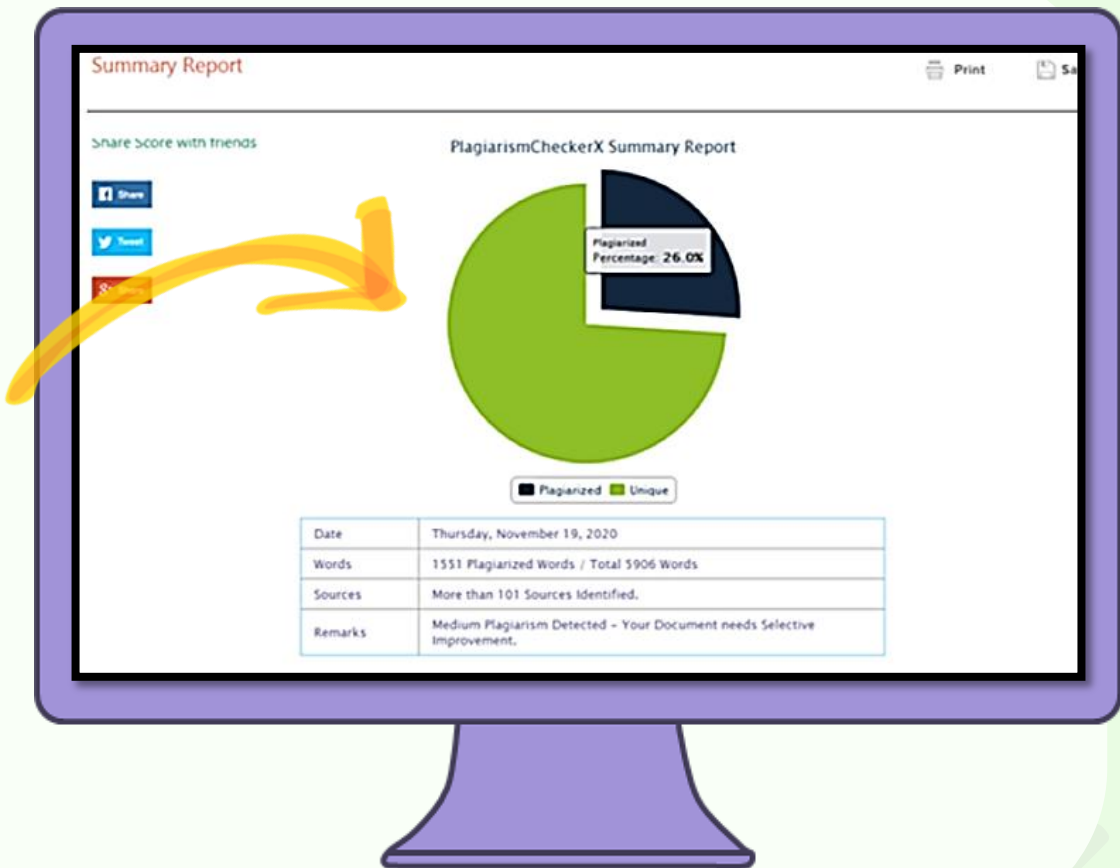 Summary Report
Print
Sa
Share Score with friends
PlagiarismCheckerX Summary Report
Share
Tweet
Plagiarized
Percentage: 26.0%
Plagiarized Unique
Date Thursday, November 19, 2020
Words 1551 Plagiarized Words / Total 5906 Words
Sources More than 101 Sources Identified.
Remarks Medium Plagiarism Detected – Your Document needs Selective
Improvement.